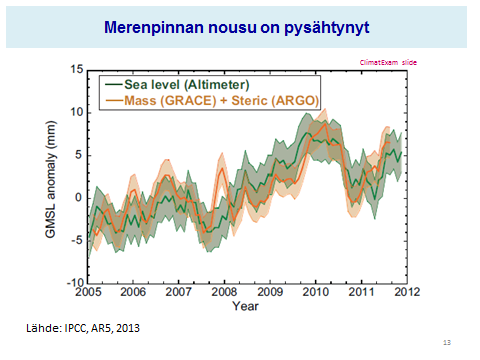 Merenpinnan nousu on pysähtynyt
ClimatExam slide
Sea level (Altimeter)
Mass (GRACE) + Steric (ARGO)
GMSL anomaly (mm)
15
10
5
0
-5
-10
2005 2006 2007 2008 2009 2010 2011 2012
Year
Lähde: IPCC, AR5, 2013
13